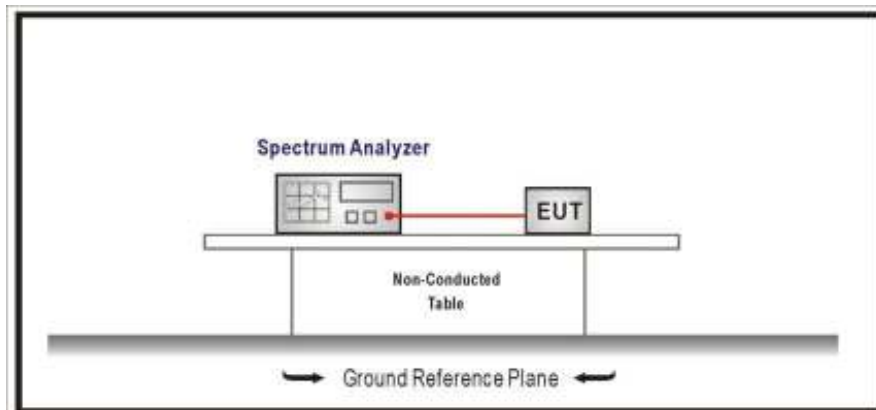 Spectrum Analyzer
EUT
Non-Conducted
Table
Ground Reference Plane